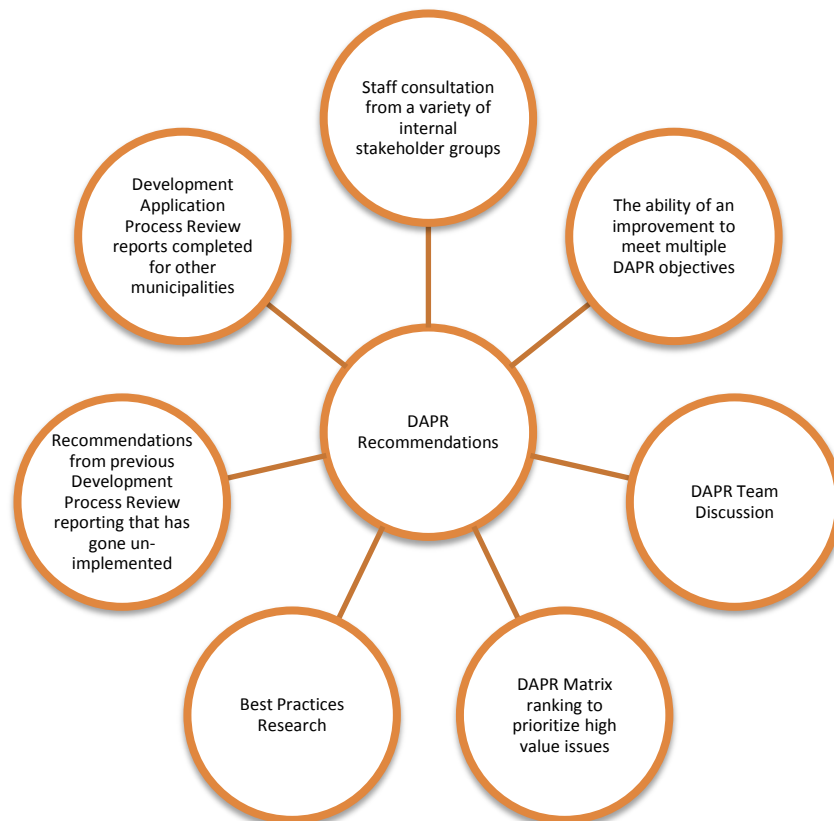 Staff consultation
from a variety of
internal
stakeholder groups
The ability of an
improvement to
meet multiple
DAPR objectives
DAPR Team
Discussion
DAPR Matrix
ranking to
prioritize high
value issues
Best Practices
Research
Recommendations
from previous
Development
Process Review
reporting that has
gone un-
implemented
Development
Application
Process Review
reports completed
for other
municipalities
DAPR
Recommendations